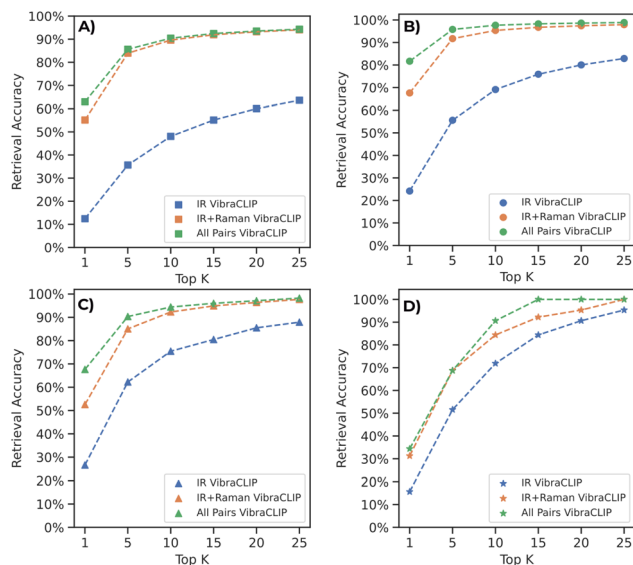 A)
100%
90%
80%
70%
60%
50%
40%
30%
20%
10%
0%
Retrieval Accuracy
IR VibraCLIP
IR+Raman VibraCLIP
All Pairs VibraCLIP
1 5 10 15 20 25
Top K
B)
100%
90%
80%
70%
60%
50%
40%
30%
20%
10%
0%
Retrieval Accuracy
IR VibraCLIP
IR+Raman VibraCLIP
All Pairs VibraCLIP
1 5 10 15 20 25
Top K
C)
100%
90%
80%
70%
60%
50%
40%
30%
20%
10%
0%
Retrieval Accuracy
IR VibraCLIP
IR+Raman VibraCLIP
All Pairs VibraCLIP
1 5 10 15 20 25
Top K
D)
100%
90%
80%
70%
60%
50%
40%
30%
20%
10%
0%
Retrieval Accuracy
IR VibraCLIP
IR+Raman VibraCLIP
All Pairs VibraCLIP
1 5 10 15 20 25
Top K